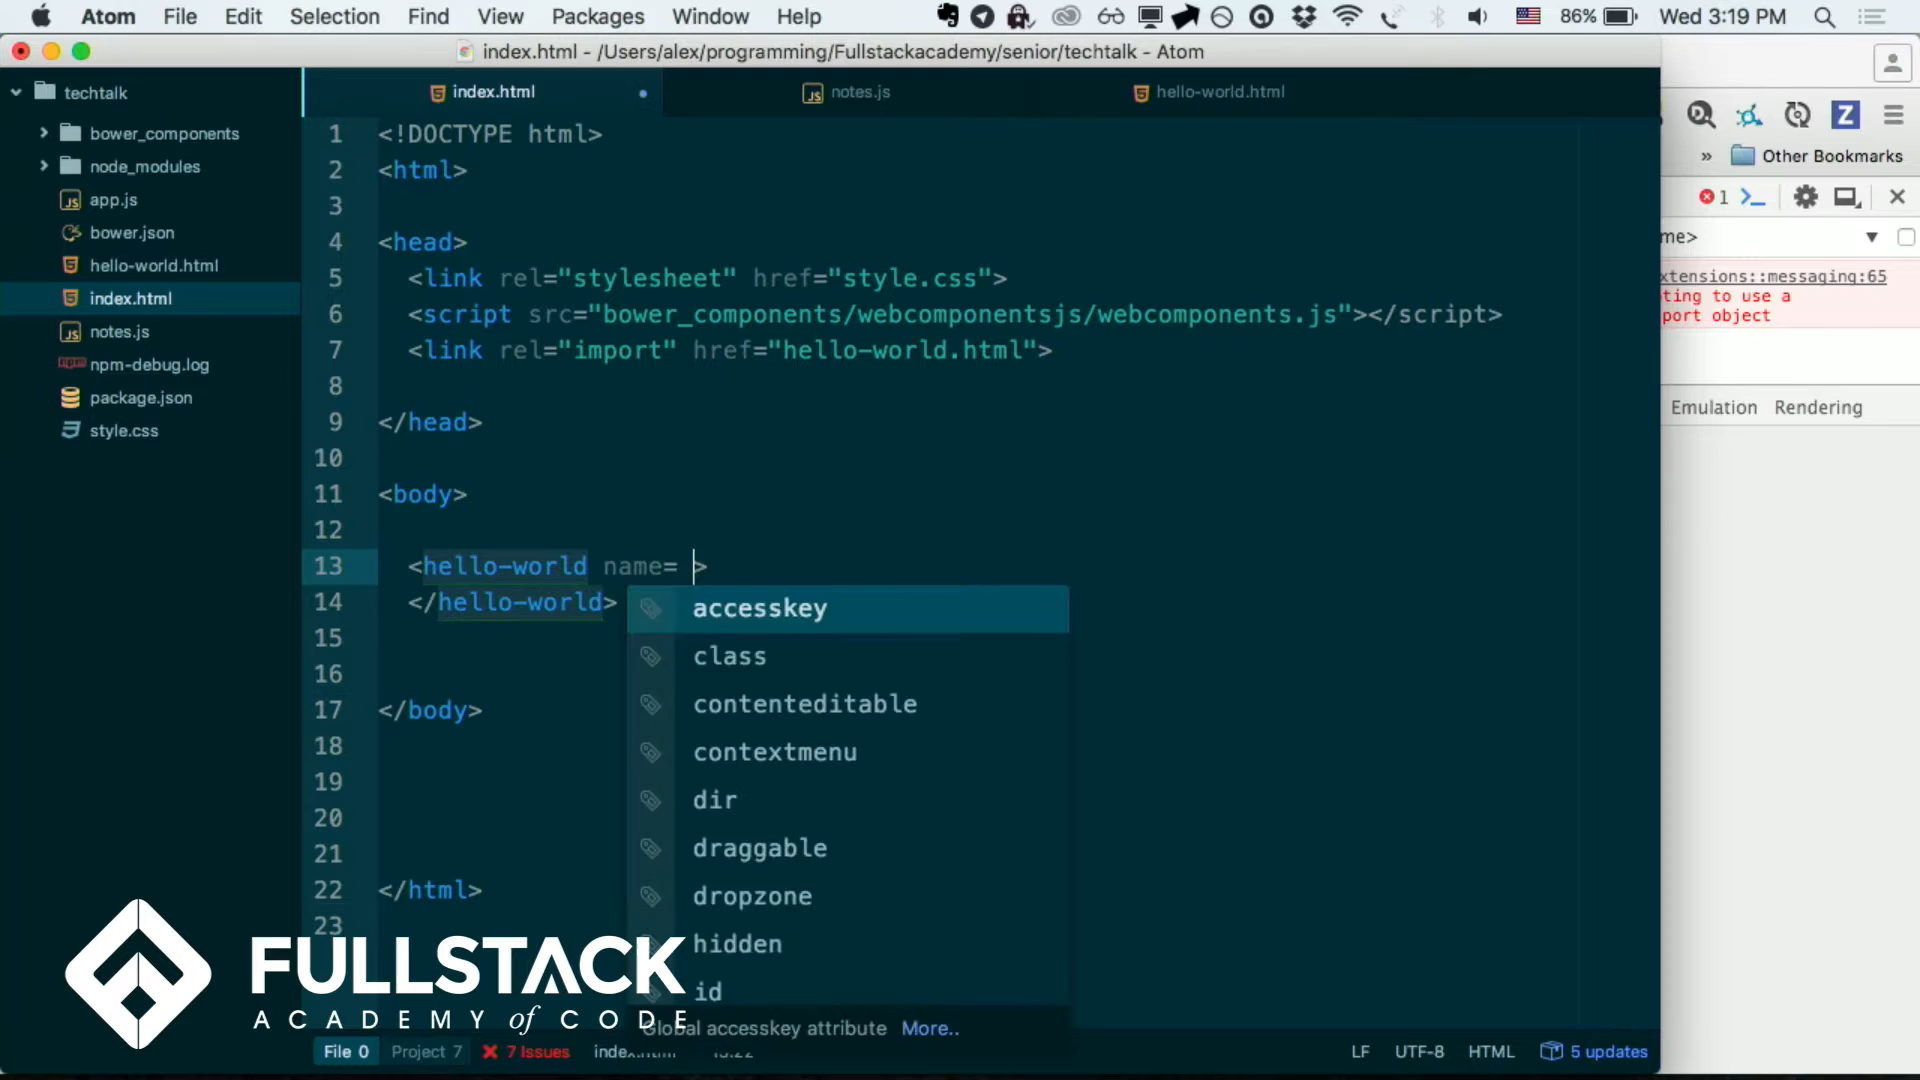 Atom File Edit Selection Find View Packages Window Help 86% Wed 3:19 PM
index.html - /Users/alex/programming/Fullstackacademy/senior/techtalk - Atom
techtalk
bower_components
node_modules
app.js
bower.json
hello-world.html
index.html
notes.js
npm-debug.log
package.json
style.css
index.html notes.js hello-world.html
1 <!DOCTYPE html>
2 <html>
3
4 <head>
5 <link rel="stylesheet" href="style.css">
6 <script src="bower_components/webcomponentsjs/webcomponents.js"></script>
7 <link rel="import" href="hello-world.html">
8
9 </head>
10
11 <body>
12
13 <hello-world name= >
14 </hello-world>
15
16
17 </body>
18
19
20
21
22 </html>
23
accesskey
class
contenteditable
contextmenu
dir
draggable
dropzone
hidden
id
Global accesskey attribute More..
Z
» Other Bookmarks
1
me>
xtensions::messaging:65
ting to use a
port object
Emulation Rendering
FULLSTACK
ACADEMY of CODE
File 0 Project 7 7 Issues index.html 13:22 LF UTF-8 HTML 5 updates